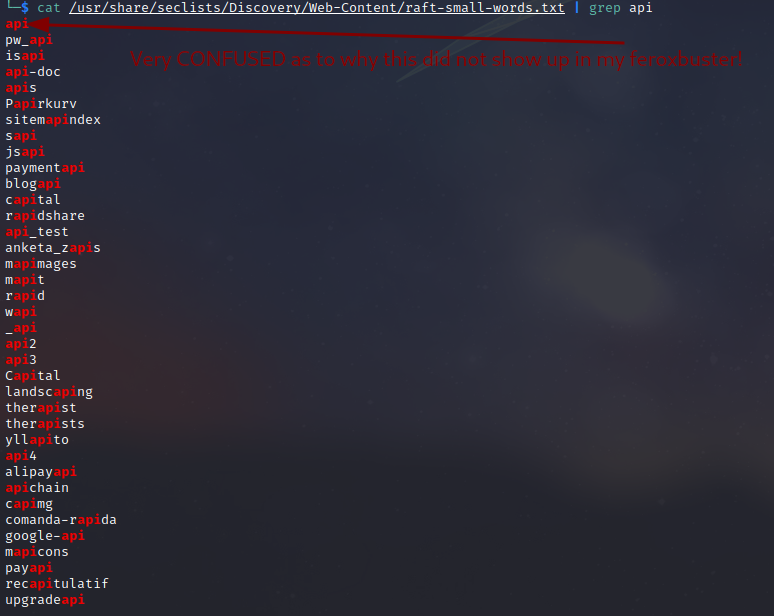 └─$ cat /usr/share/seclists/Discovery/Web-Content/raft-small-words.txt | grep api
api
pw_api
isapi
Very CONFUSED as to why this did not show up in my feroxbuster!
api-doc
apis
Papirkurv
sitemapindex
sapi
jsapi
paymentapi
blogapi
capital
rapidshare
api_test
anketa_zapis
mapimages
mapit
rapid
wapi
_api
api2
api3
Capital
landscaping
therapist
therapists
yllapito
api4
alipayapi
apichain
capimg
comanda-rapida
google-api
mapicons
payapi
recapitulatif
upgradeapi